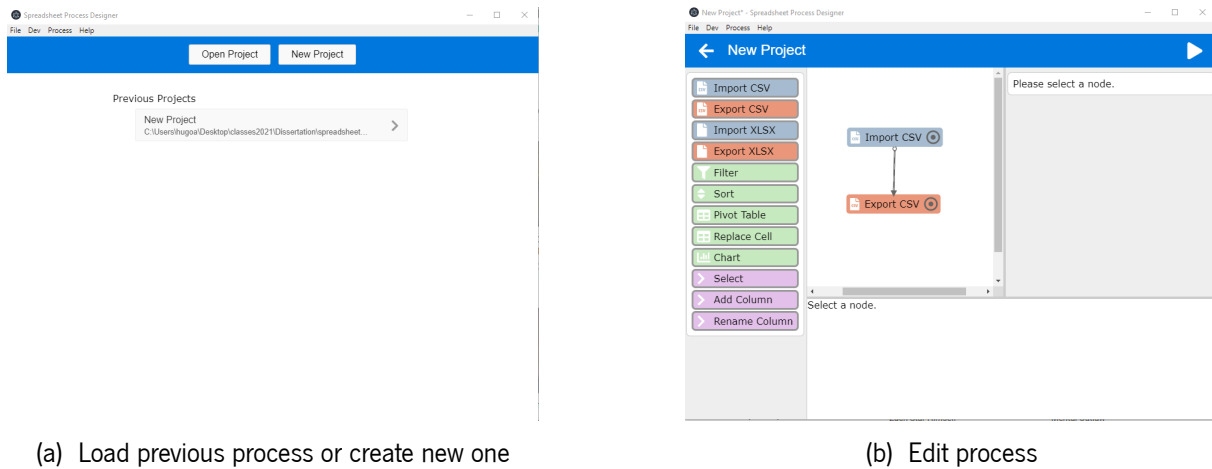 Spreadsheet Process Designer
File Dev Process Help
Open Project New Project
Previous Projects
New Project
C:\Users\hugoa\Desktop\classes2021\Dissertation\spreadsheet...
(a) Load previous process or create new one
New Project* - Spreadsheet Process Designer
File Dev Process Help
New Project
Import CSV
Export CSV
Import XLSX
Export XLSX
Filter
Sort
Pivot Table
Replace Cell
Chart
Select
Add Column
Rename Column
Import CSV
Export CSV
Please select a node.
Select a node.
(b) Edit process